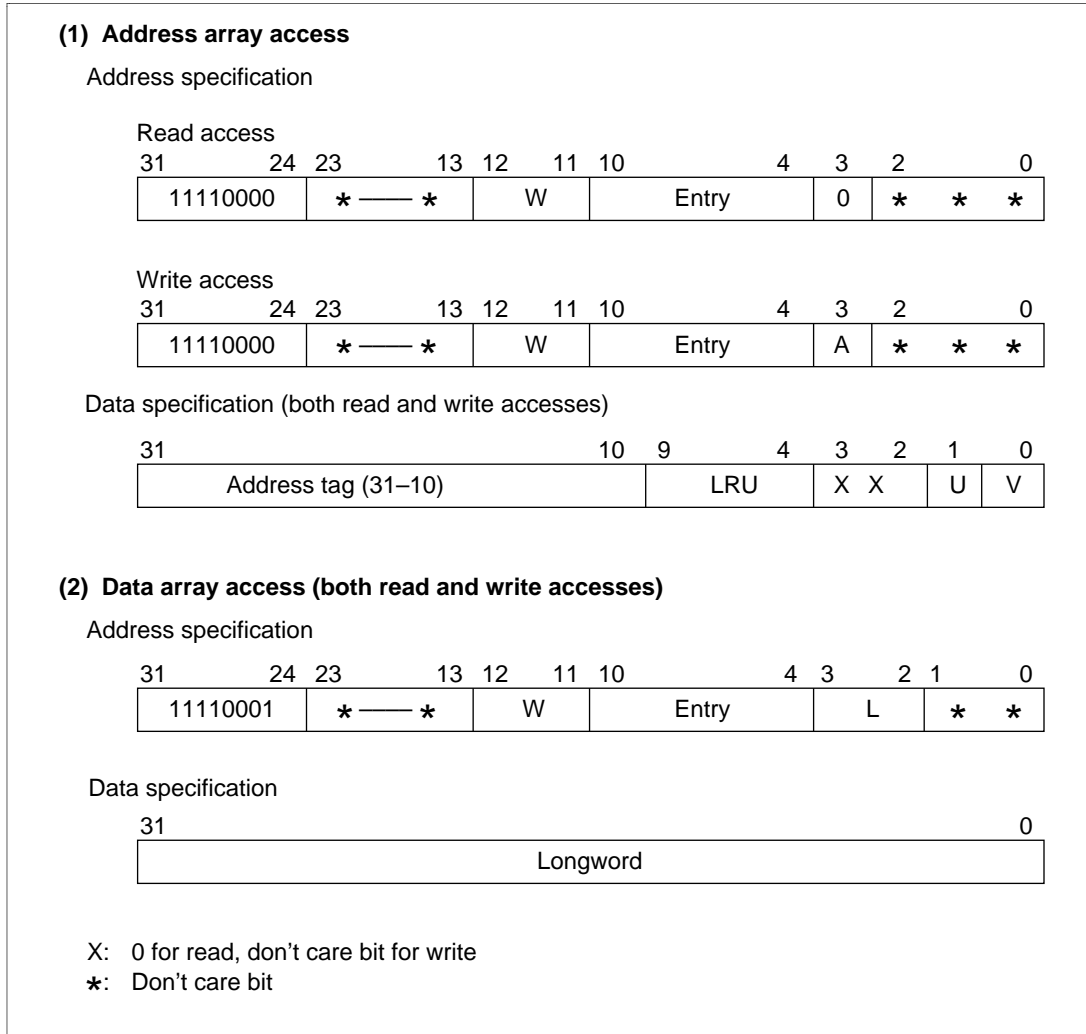 (1) Address array access
Address specification
Read access
31 24 23 13 12 11 10 4 3 2 0
11110000 * —— * W Entry 0 * * *
Write access
31 24 23 13 12 11 10 4 3 2 0
11110000 * —— * W Entry A * * *
Data specification (both read and write accesses)
31 10 9 4 3 2 1 0
Address tag (31–10) LRU X X U V
(2) Data array access (both read and write accesses)
Address specification
31 24 23 13 12 11 10 4 3 2 1 0
11110001 * —— * W Entry L * *
Data specification
31 0
Longword
X: 0 for read, don’t care bit for write
*: Don’t care bit